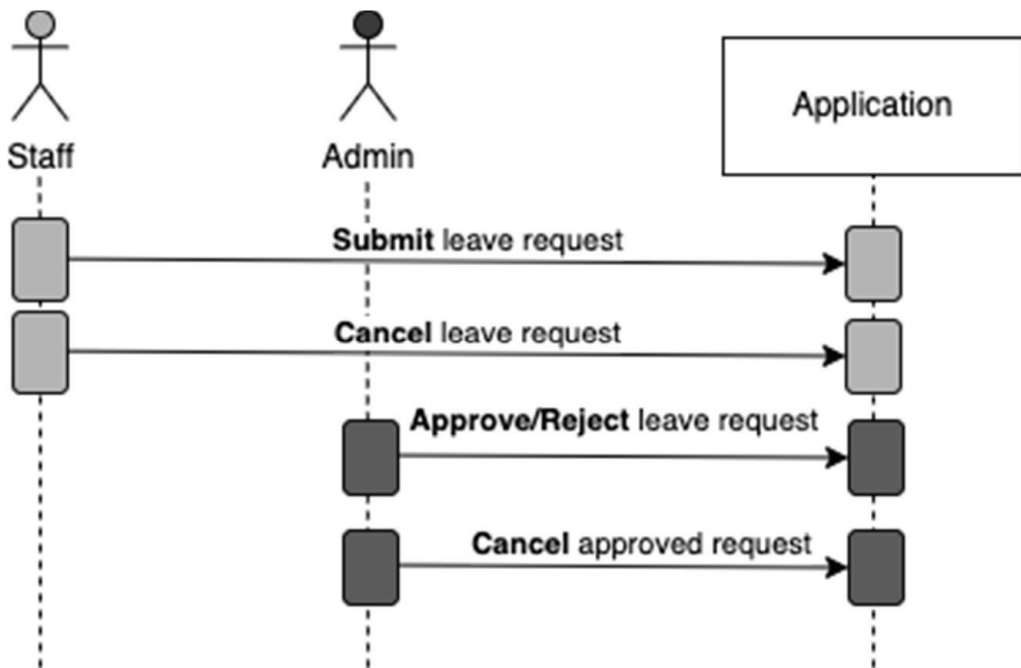 Staff
Admin
Application
Submit leave request
Cancel leave request
Approve/Reject leave request
Cancel approved request